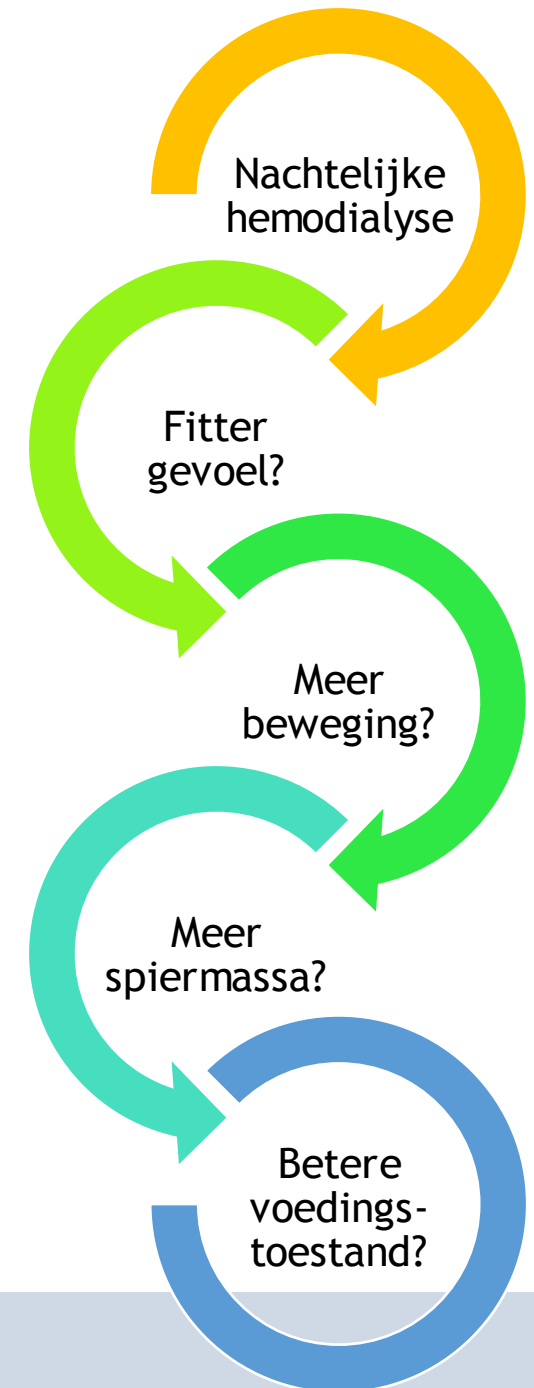 Nachtelijke
hemodialyse
Fitter
gevoel?
Meer
beweging?
Meer
spiermassa?
Betere
voedings-
toestand?